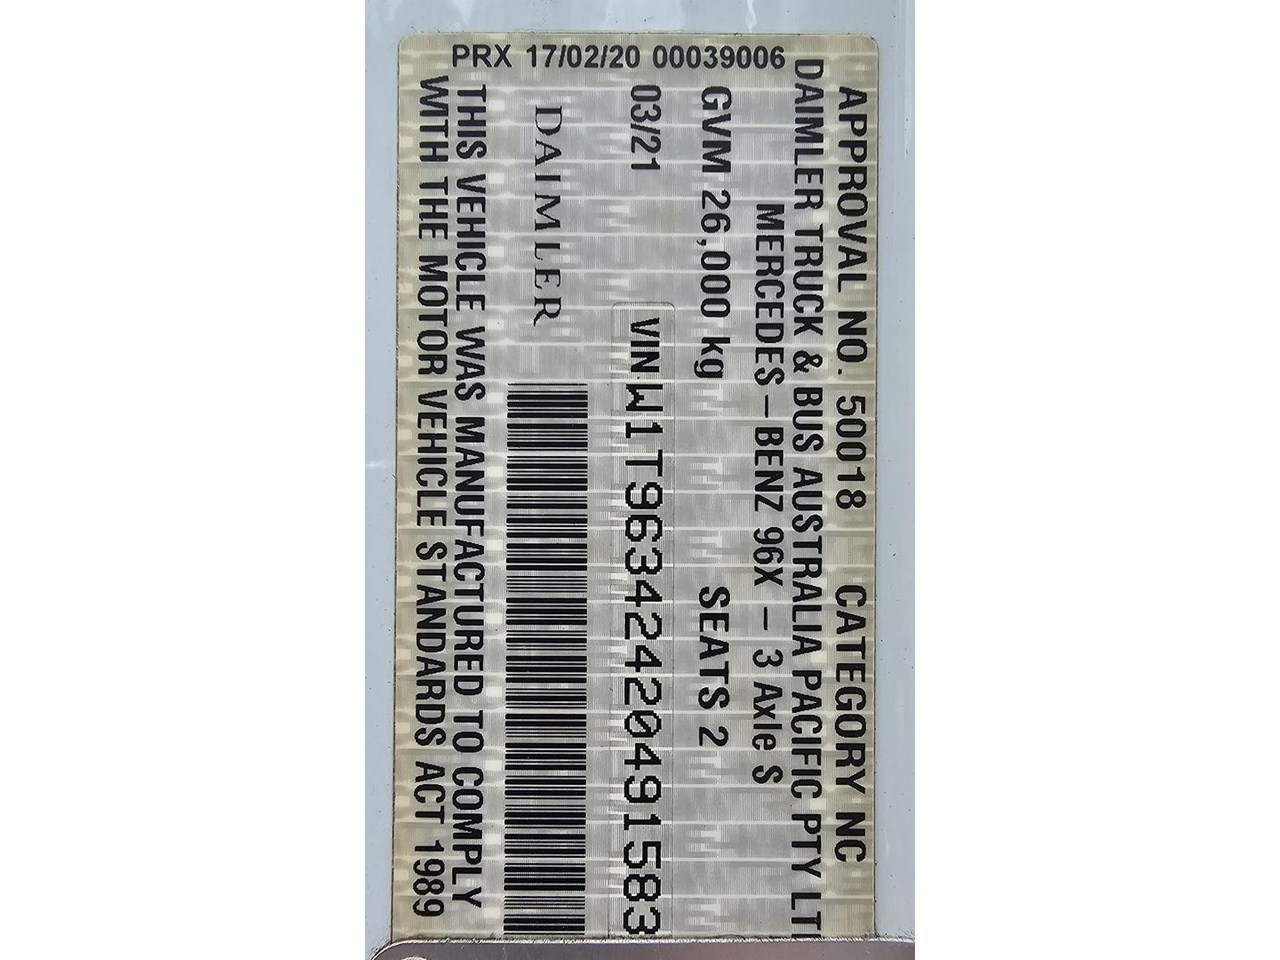 PRX 17/02/20 00039006
APPROVAL NO. 50018 CATEGORY NC
DAIMLER TRUCK & BUS AUSTRALIA PACIFIC PTY LT
MERCEDES-BENZ 96X - 3 Axle S
GVM 26,000 kg SEATS 2
03/21 VIN W1T96342420491583
DAIMLER
THIS VEHICLE WAS MANUFACTURED TO COMPLY
WITH THE MOTOR VEHICLE STANDARDS ACT 1989